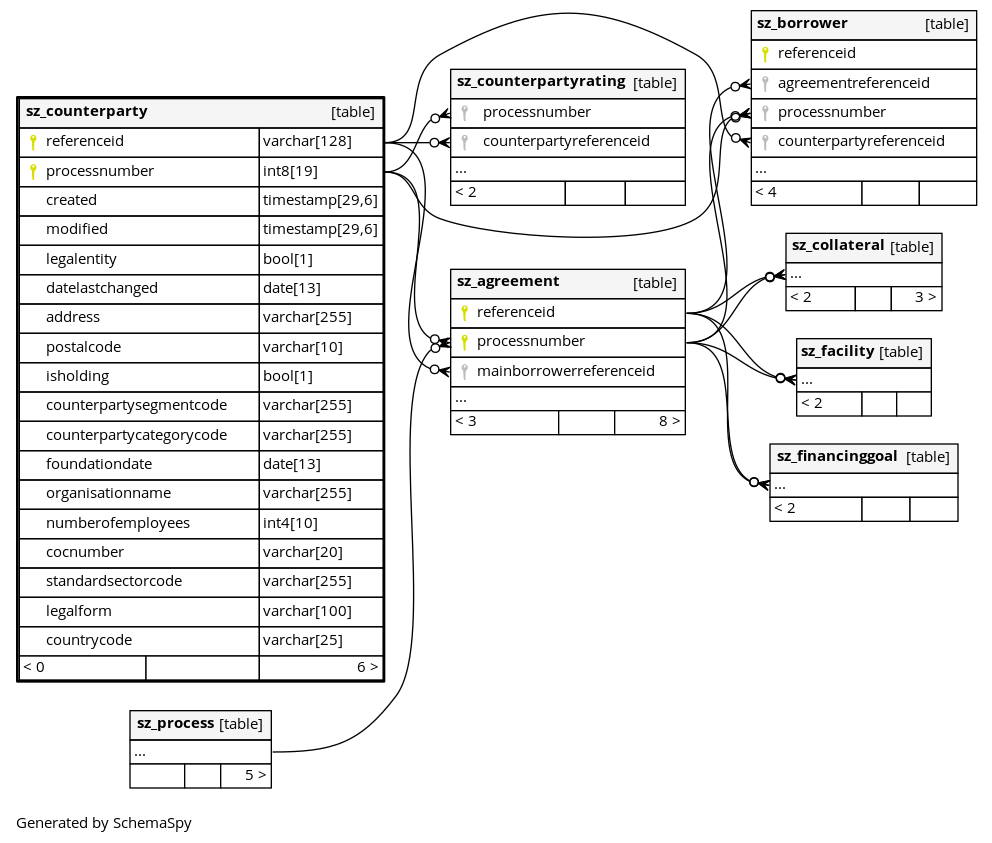 sz_counterparty [table]
referenceid varchar[128]
processnumber int8[19]
created timestamp[29,6]
modified timestamp[29,6]
legalentity bool[1]
datelastchanged date[13]
address varchar[255]
postalcode varchar[10]
isholding bool[1]
counterpartysegmentcode varchar[255]
counterpartycategorycode varchar[255]
foundationdate date[13]
organisationname varchar[255]
numberofemployees int4[10]
cocnumber varchar[20]
standardsectorcode varchar[255]
legalform varchar[100]
countrycode varchar[25]
< 0 6 >
sz_process [table]
...
5 >
sz_counterpartyrating [table]
processnumber
counterpartyreferenceid
...
< 2
sz_agreement [table]
referenceid
processnumber
mainborrowerreferenceid
...
< 3 8 >
sz_borrower [table]
referenceid
agreementreferenceid
processnumber
counterpartyreferenceid
...
< 4
sz_collateral [table]
...
< 2 3 >
sz_facility [table]
...
< 2
sz_financinggoal [table]
...
< 2
Generated by SchemaSpy